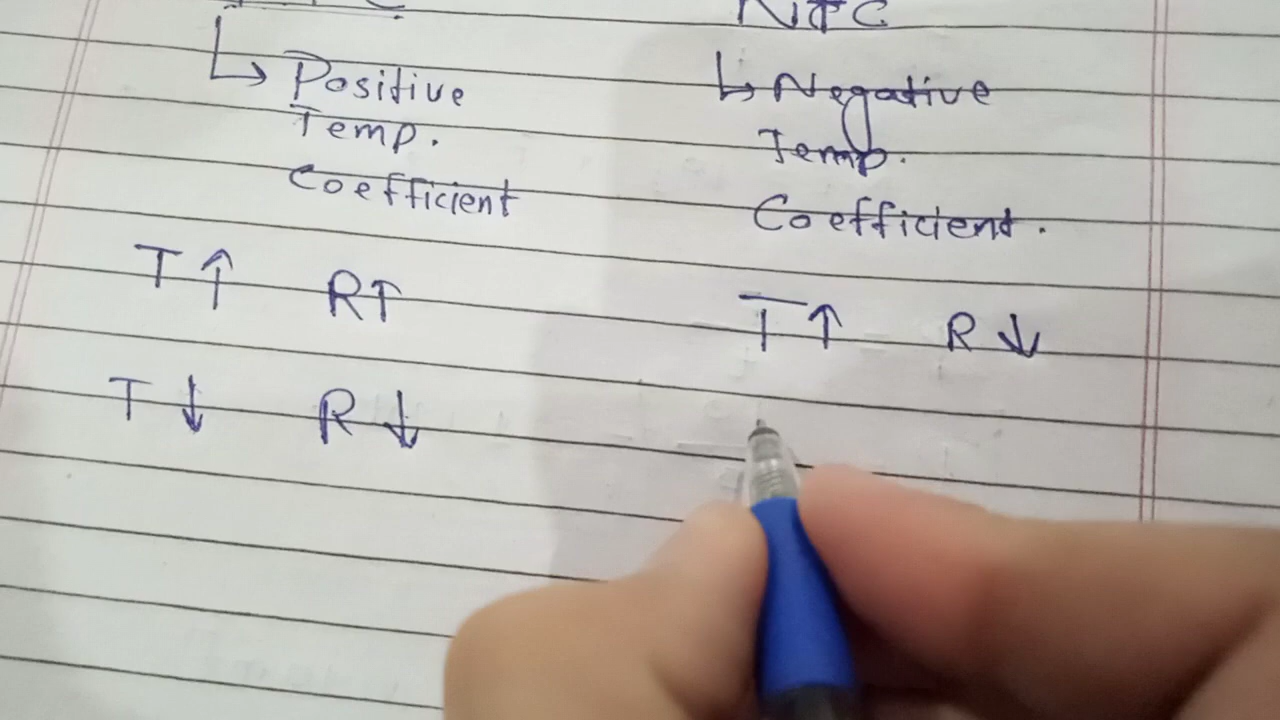 NTC
Positive
Temp.
Coefficient
Negative
Temp.
Coefficient.
T↑ R↑
T↑ R↓
T↓ R↓